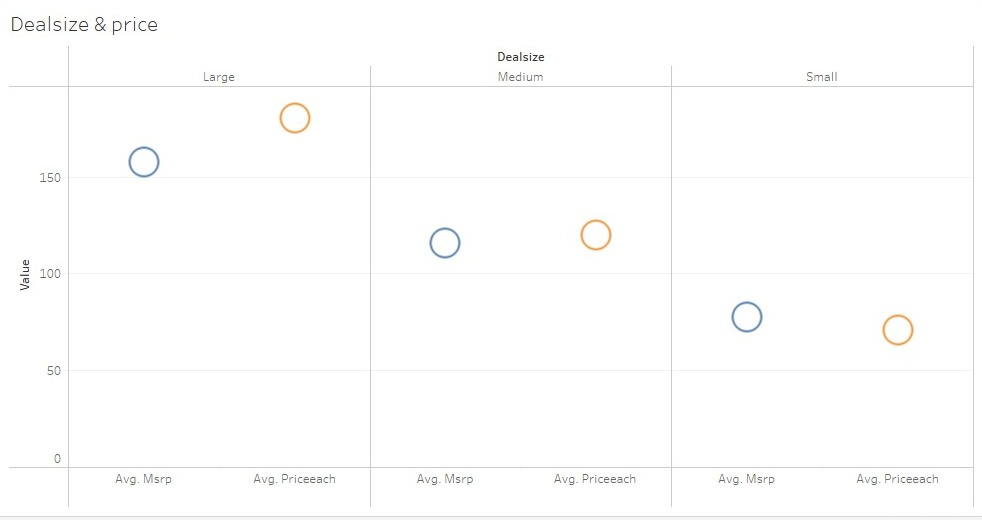 Dealsize & price
Dealsize
Large Medium Small
150
100
50
0
Value
Avg. Msrp Avg. Priceeach Avg. Msrp Avg. Priceeach Avg. Msrp Avg. Priceeach